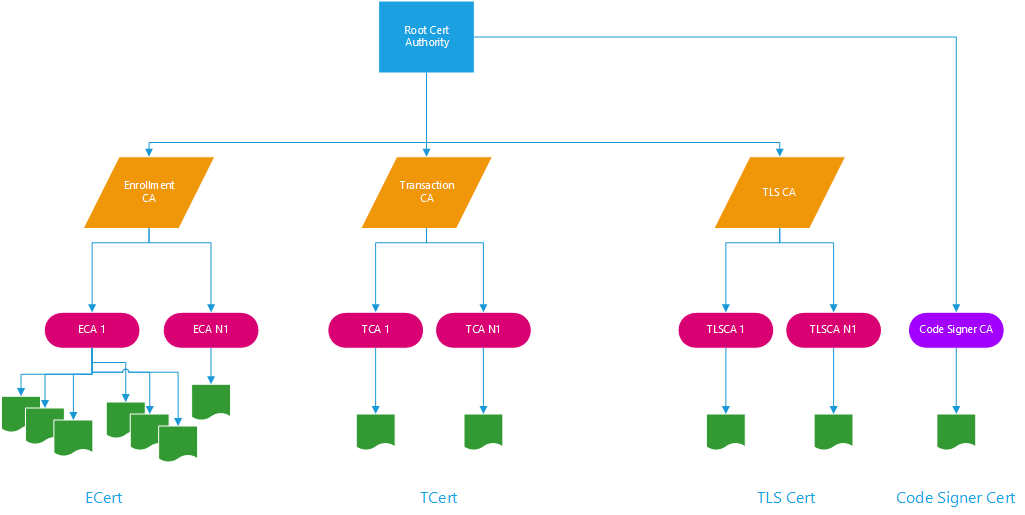 Root Cert
Authority
Enrollment
CA
Transaction
CA
TLS CA
ECA 1
ECA N1
TCA 1
TCA N1
TLSCA 1
TLSCA N1
Code Signer CA
ECert
TCert
TLS Cert
Code Signer Cert